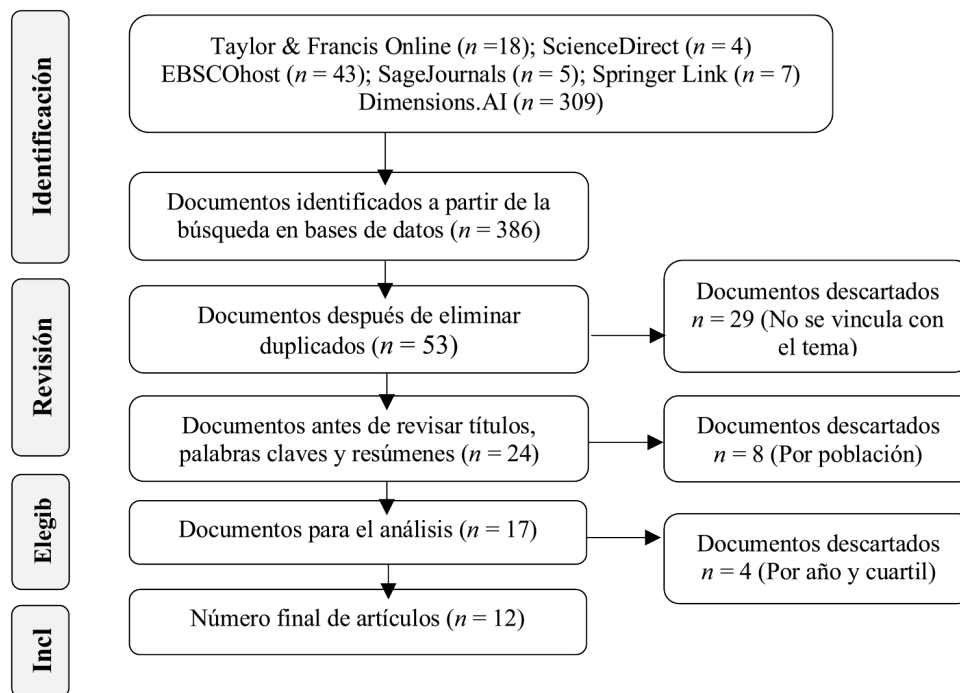 Identificación
Taylor & Francis Online (n =18); ScienceDirect (n = 4)
EBSCOhost (n = 43); SageJournals (n = 5); Springer Link (n = 7)
Dimensions.AI (n = 309)
Documentos identificados a partir de la
búsqueda en bases de datos (n = 386)
Revisión
Documentos después de eliminar
duplicados (n = 53)
Documentos descartados
n = 29 (No se vincula con
el tema)
Documentos antes de revisar títulos,
palabras claves y resúmenes (n = 24)
Documentos descartados
n = 8 (Por población)
Elegib
Documentos para el análisis (n = 17)
Documentos descartados
n = 4 (Por año y cuartil)
Incl
Número final de artículos (n = 12)